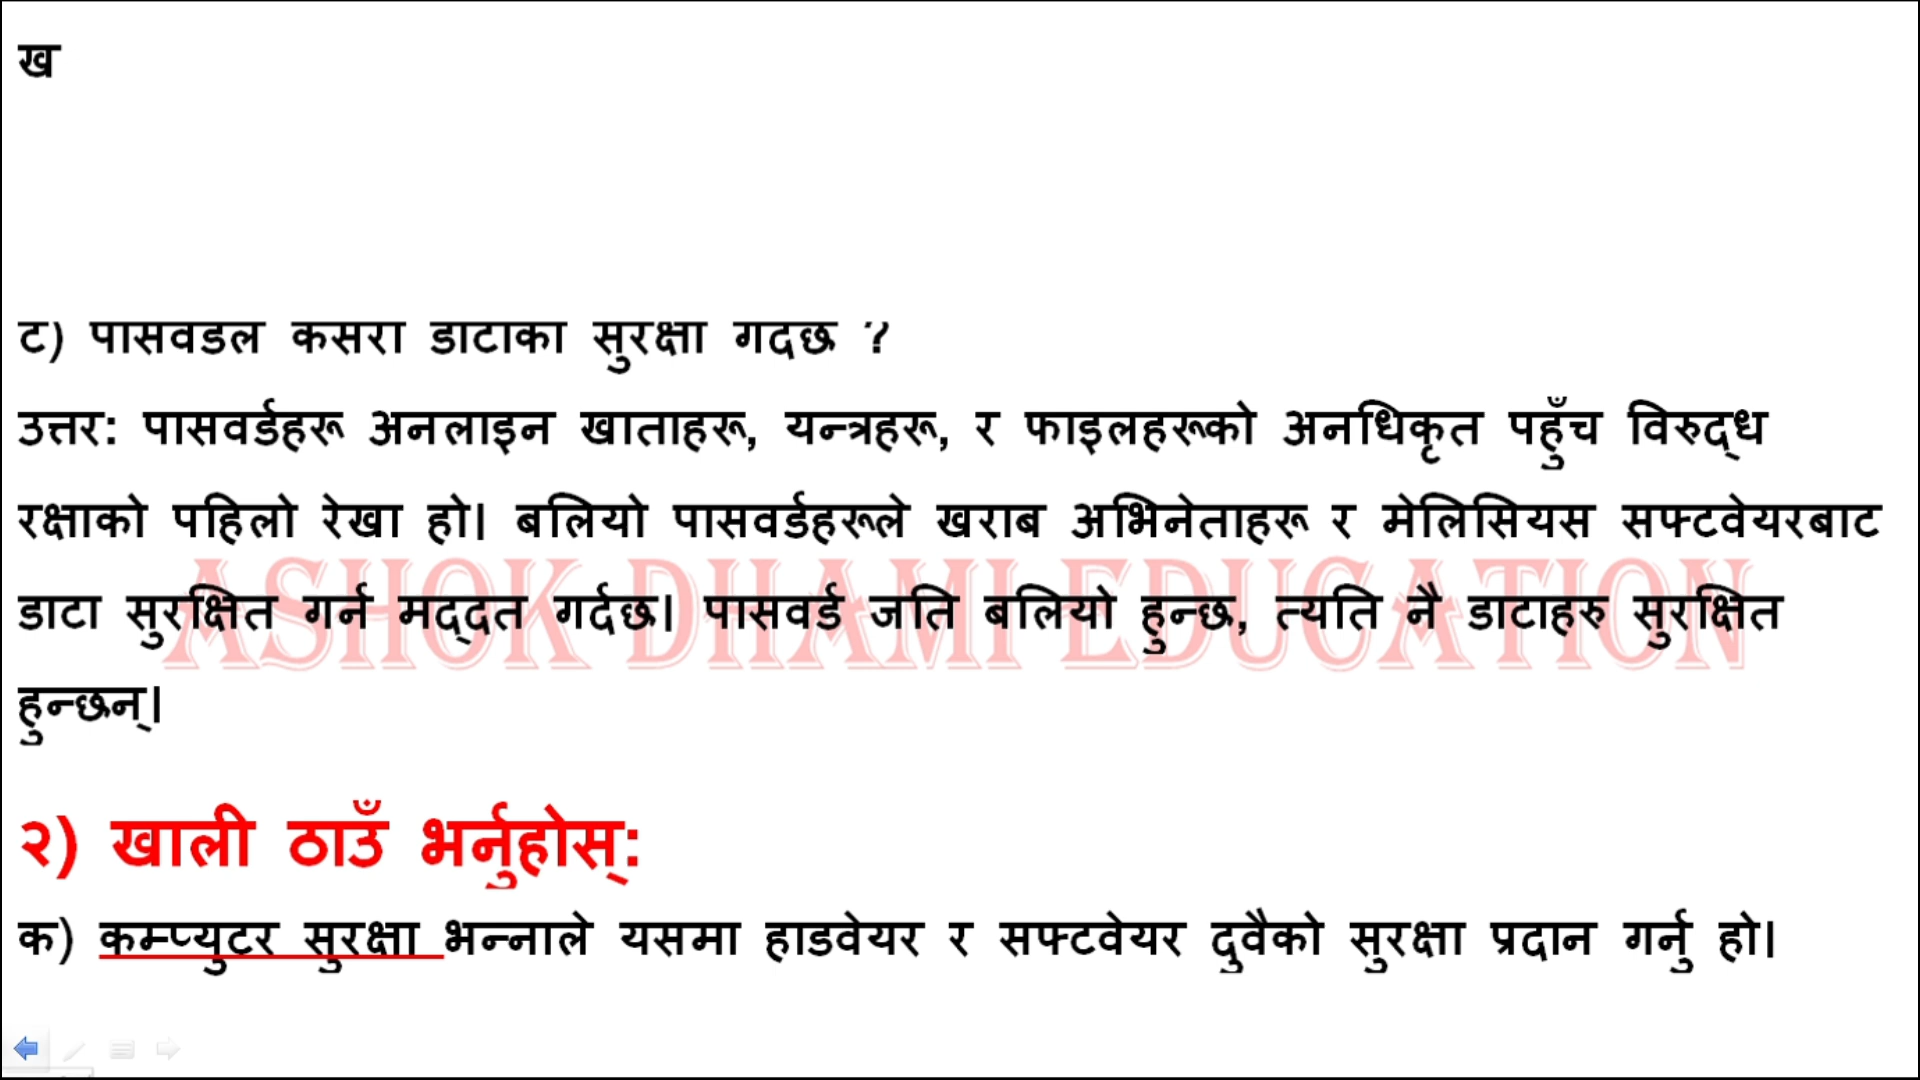 ख
ट) पासवडल कसरा डाटाका सुरक्षा गदछ ?
उत्तर: पासवर्डहरू अनलाइन खाताहरू, यन्त्रहरू, र फाइलहरूको अनधिकृत पहुँच विरुद्ध
रक्षाको पहिलो रेखा हो। बलियो पासवर्डहरूले खराब अभिनेताहरू र मेलिसियस सफ्टवेयरबाट
ASHOK DHAMI EDUCATION
डाटा सुरक्षित गर्न मद्दत गर्दछ। पासवर्ड जति बलियो हुन्छ, त्यति नै डाटाहरु सुरक्षित
हुन्छन्।
२) खाली ठाउँ भर्नुहोस्:
क) कम्प्युटर सुरक्षा भन्नाले यसमा हाडवेयर र सफ्टवेयर दुवैको सुरक्षा प्रदान गर्नु हो।